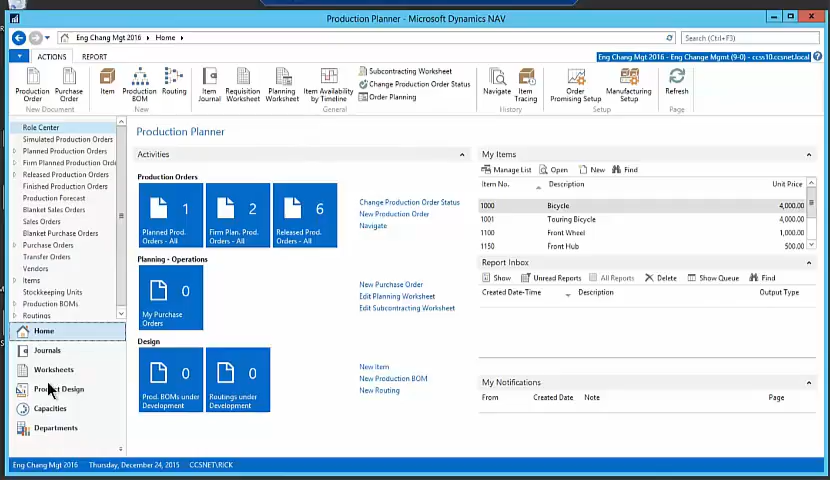 Production Planner - Microsoft Dynamics NAV
Eng Chang Mgt 2016 ▸ Home ▸
Search (Ctrl+F3)
ACTIONS REPORT
Eng Chang Mgt 2016 - Eng Change Mgmt (9-0) - ccss10.ccsnet.local
Production Order
Purchase Order
New Document
Item
Production BOM
Routing
Item Journal
Requisition Worksheet
Planning Worksheet
Item Availability by Timeline
Subcontracting Worksheet
Change Production Order Status
Order Planning
General
Navigate
Item Tracing
History
Order Promising Setup
Manufacturing Setup
Setup
Refresh
Page
Role Center
Simulated Production Orders
Planned Production Orders
Firm Planned Production Ord
Released Production Orders
Finished Production Orders
Production Forecast
Blanket Sales Orders
Sales Orders
Blanket Purchase Orders
Purchase Orders
Transfer Orders
Vendors
Items
Stockkeeping Units
Production BOMs
Routings
Home
Journals
Worksheets
Product Design
Capacities
Departments
Production Planner
Activities
Production Orders
1
Planned Prod. Orders - All
2
Firm Plan. Prod. Orders - All
6
Released Prod. Orders - All
Change Production Order Status
New Production Order
Navigate
Planning - Operations
0
My Purchase Orders
New Purchase Order
Edit Planning Worksheet
Edit Subcontracting Worksheet
Design
0
Prod. BOMs under Development
0
Routings under Development
New Item
New Production BOM
New Routing
My Items
Manage List Open New Find
Item No. Description Unit Price
1000 Bicycle 4,000.00
1001 Touring Bicycle 4,000.00
1100 Front Wheel 1,000.00
1150 Front Hub 500.00
Report Inbox
Show Unread Reports All Reports Delete Show Queue Find
Created Date-Time Description Output Type
My Notifications
From Created Date Note Page
Eng Chang Mgt 2016 Thursday, December 24, 2015 CCSNET\RICK